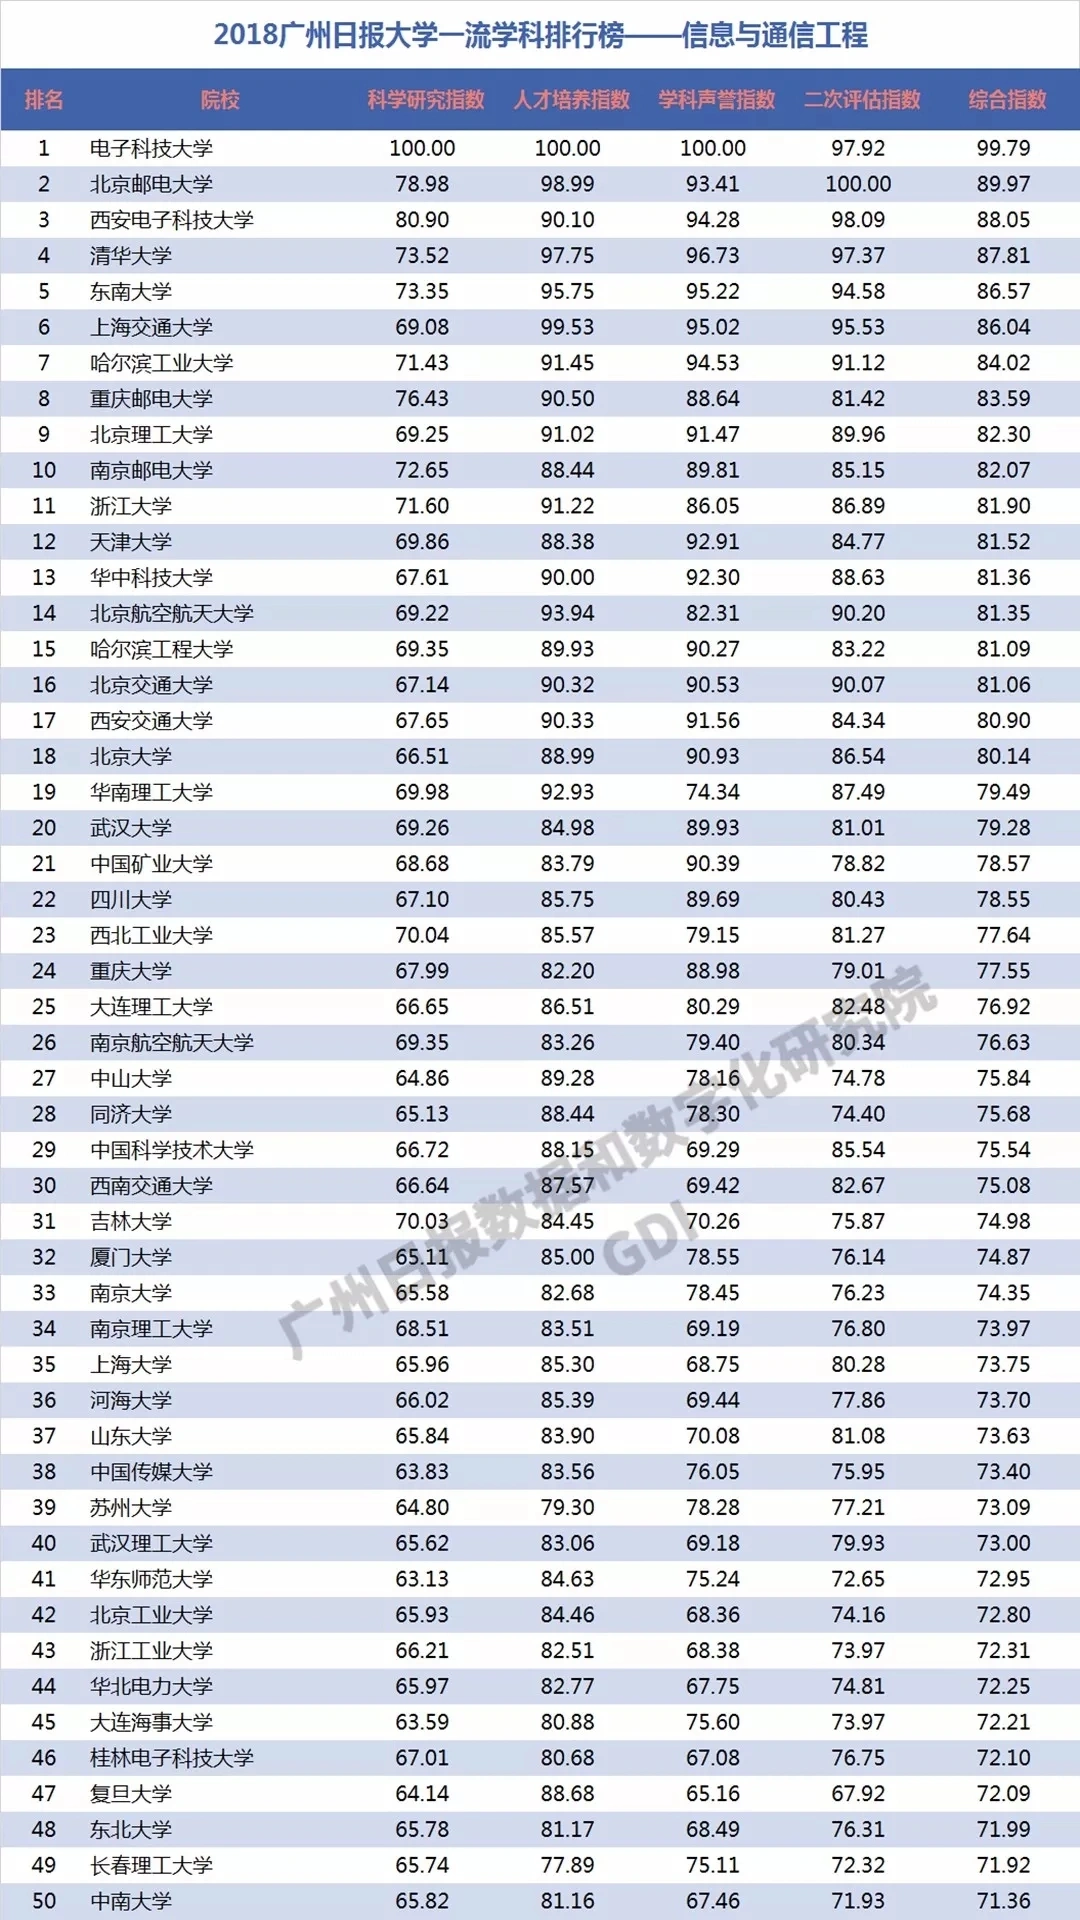 2018广州日报大学一流学科排行榜——信息与通信工程
排名 院校 科学研究指数 人才培养指数 学科声誉指数 二次评估指数 综合指数
1 电子科技大学 100.00 100.00 100.00 97.92 99.79
2 北京邮电大学 78.98 98.99 93.41 100.00 89.97
3 西安电子科技大学 80.90 90.10 94.28 98.09 88.05
4 清华大学 73.52 97.75 96.73 97.37 87.81
5 东南大学 73.35 95.75 95.22 94.58 86.57
6 上海交通大学 69.08 99.53 95.02 95.53 86.04
7 哈尔滨工业大学 71.43 91.45 94.53 91.12 84.02
8 重庆邮电大学 76.43 90.50 88.64 81.42 83.59
9 北京理工大学 69.25 91.02 91.47 89.96 82.30
10 南京邮电大学 72.65 88.44 89.81 85.15 82.07
11 浙江大学 71.60 91.22 86.05 86.89 81.90
12 天津大学 69.86 88.38 92.91 84.77 81.52
13 华中科技大学 67.61 90.00 92.30 88.63 81.36
14 北京航空航天大学 69.22 93.94 82.31 90.20 81.35
15 哈尔滨工程大学 69.35 89.93 90.27 83.22 81.09
16 北京交通大学 67.14 90.32 90.53 90.07 81.06
17 西安交通大学 67.65 90.33 91.56 84.34 80.90
18 北京大学 66.51 88.99 90.93 86.54 80.14
19 华南理工大学 69.98 92.93 74.34 87.49 79.49
20 武汉大学 69.26 84.98 89.93 81.01 79.28
21 中国矿业大学 68.68 83.79 90.39 78.82 78.57
22 四川大学 67.10 85.75 89.69 80.43 78.55
23 西北工业大学 70.04 85.57 79.15 81.27 77.64
24 重庆大学 67.99 82.20 88.98 79.01 77.55
25 大连理工大学 66.65 86.51 80.29 82.48 76.92
26 南京航空航天大学 69.35 83.26 79.40 80.34 76.63
27 中山大学 64.86 89.28 78.16 74.78 75.84
28 同济大学 65.13 88.44 78.30 74.40 75.68
29 中国科学技术大学 66.72 88.15 69.29 85.54 75.54
30 西南交通大学 66.64 87.57 69.42 82.67 75.08
31 吉林大学 70.03 84.45 70.26 75.87 74.98
32 厦门大学 65.11 85.00 78.55 76.14 74.87
33 南京大学 65.58 82.68 78.45 76.23 74.35
34 南京理工大学 68.51 83.51 69.19 76.80 73.97
35 上海大学 65.96 85.30 68.75 80.28 73.75
36 河海大学 66.02 85.39 69.44 77.86 73.70
37 山东大学 65.84 83.90 70.08 81.08 73.63
38 中国传媒大学 63.83 83.56 76.05 75.95 73.40
39 苏州大学 64.80 79.30 78.28 77.21 73.09
40 武汉理工大学 65.62 83.06 69.18 79.93 73.00
41 华东师范大学 63.13 84.63 75.24 72.65 72.95
42 北京工业大学 65.93 84.46 68.36 74.16 72.80
43 浙江工业大学 66.21 82.51 68.38 73.97 72.31
44 华北电力大学 65.97 82.77 67.75 74.81 72.25
45 大连海事大学 63.59 80.88 75.60 73.97 72.21
46 桂林电子科技大学 67.01 80.68 67.08 76.75 72.10
47 复旦大学 64.14 88.68 65.16 67.92 72.09
48 东北大学 65.78 81.17 68.49 76.31 71.99
49 长春理工大学 65.74 77.89 75.11 72.32 71.92
50 中南大学 65.82 81.16 67.46 71.93 71.36
广州日报数据和数字化研究院
GDI